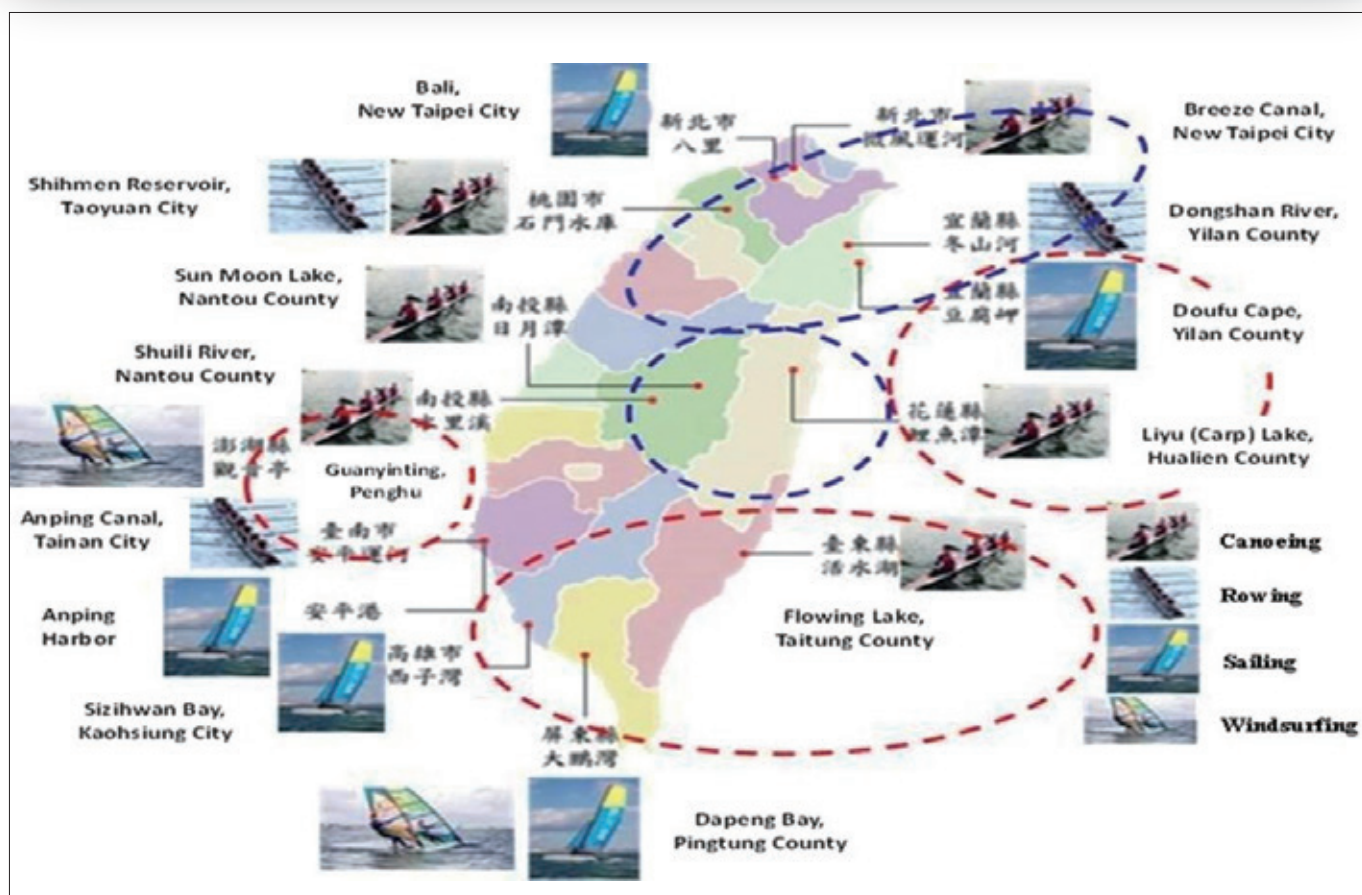 Bali,
New Taipei City
新北市
八里
新北市
微風運河
Breeze Canal,
New Taipei City
Shihmen Reservoir,
Taoyuan City
桃園市
石門水庫
宜蘭縣
冬山河
Dongshan River,
Yilan County
Sun Moon Lake,
Nantou County
南投縣
日月潭
宜蘭縣
豆腐岬
Doufu Cape,
Yilan County
Shuili River,
Nantou County
南投縣
水里溪
花蓮縣
鯉魚潭
Liyu (Carp) Lake,
Hualien County
澎湖縣
觀音亭
Guanyinting,
Penghu
Anping Canal,
Tainan City
臺南市
安平運河
臺東縣
活水湖
Flowing Lake,
Taitung County
Anping
Harbor
安平港
高雄市
西子灣
Sizihwan Bay,
Kaohsiung City
屏東縣
大鵬灣
Dapeng Bay,
Pingtung County
Canoeing
Rowing
Sailing
Windsurfing